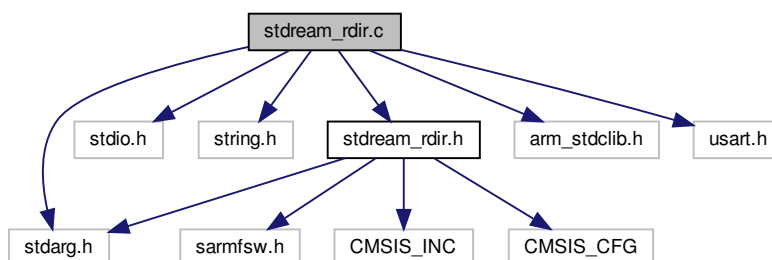 stdream_rdir.c
stdio.h
string.h
stdream_rdir.h
arm_stdclib.h
usart.h
stdarg.h
sarmfsw.h
CMSIS_INC
CMSIS_CFG